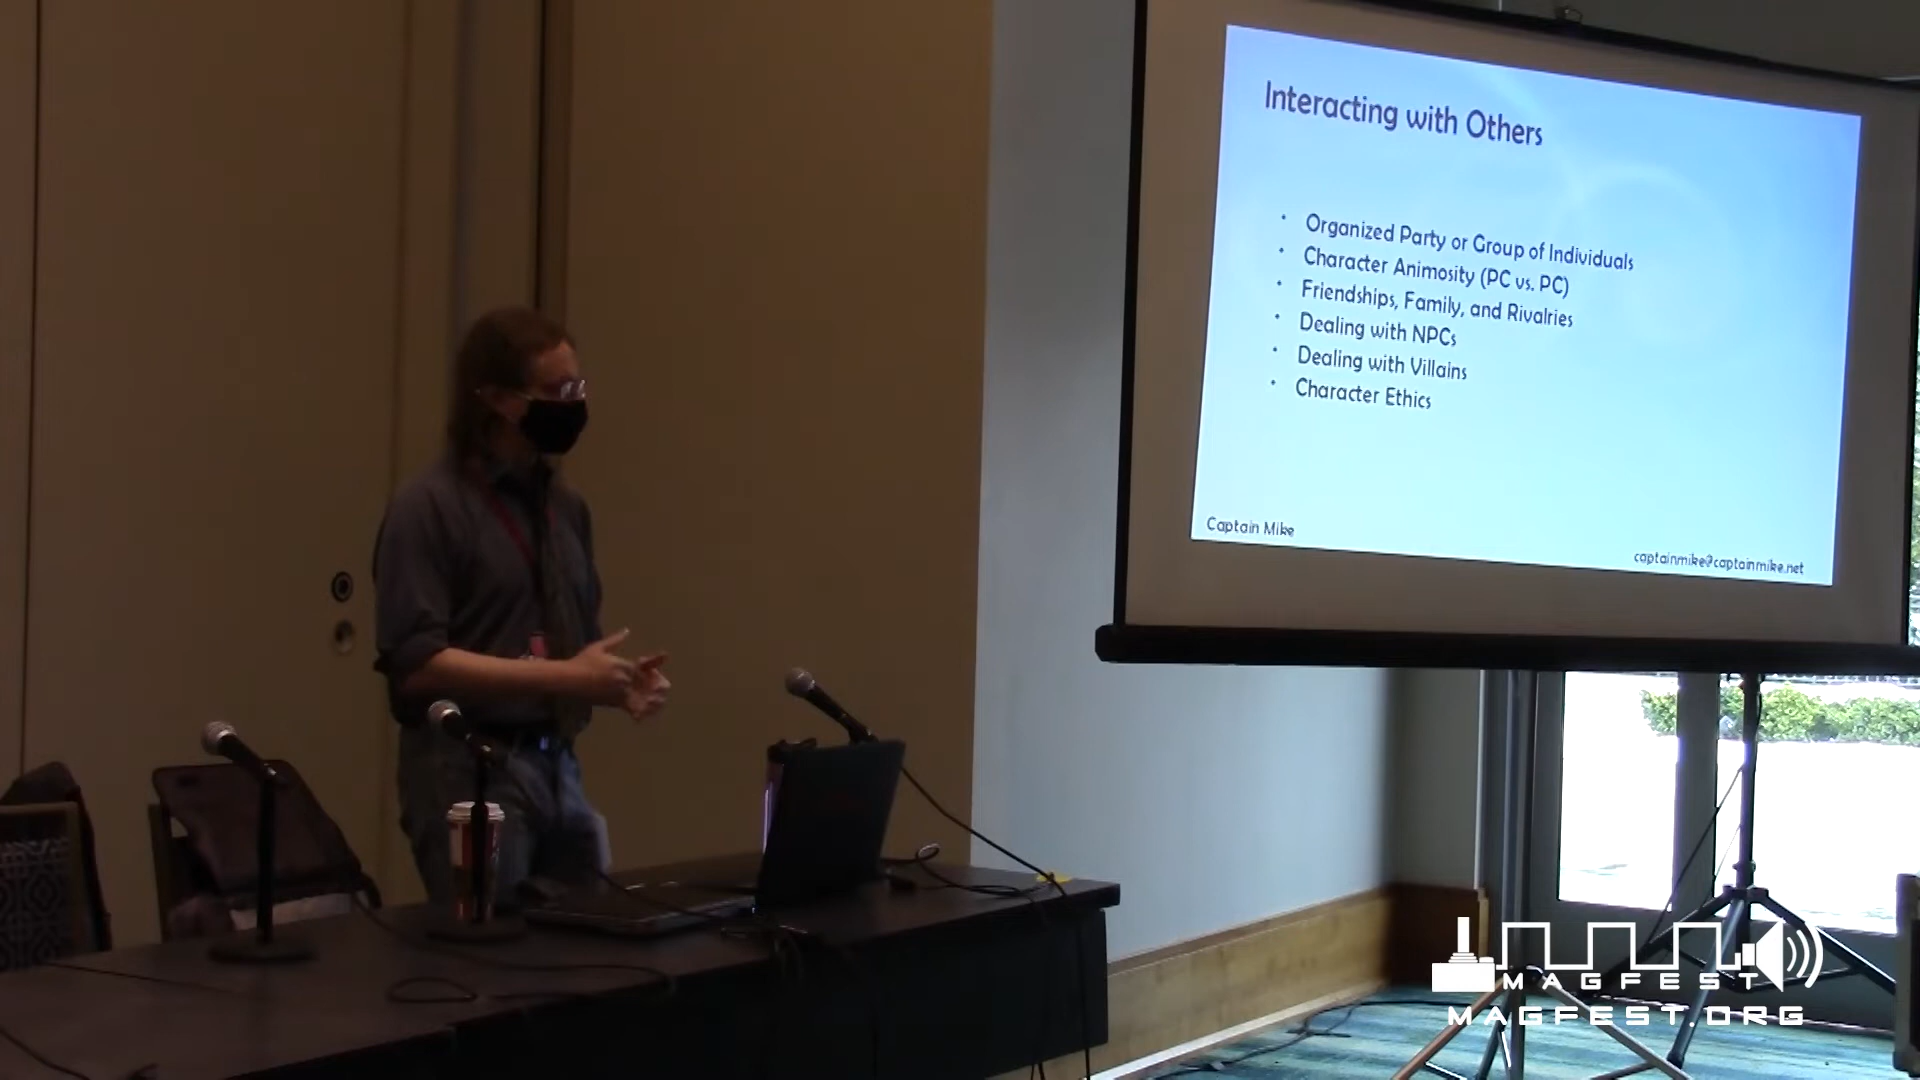 Interacting with Others
• Organized Party or Group of Individuals
• Character Animosity (PC vs. PC)
• Friendships, Family, and Rivalries
• Dealing with NPCs
• Dealing with Villains
• Character Ethics
Captain Mike
captainmike@captainmike.net
MAGFEST
MAGFEST.ORG